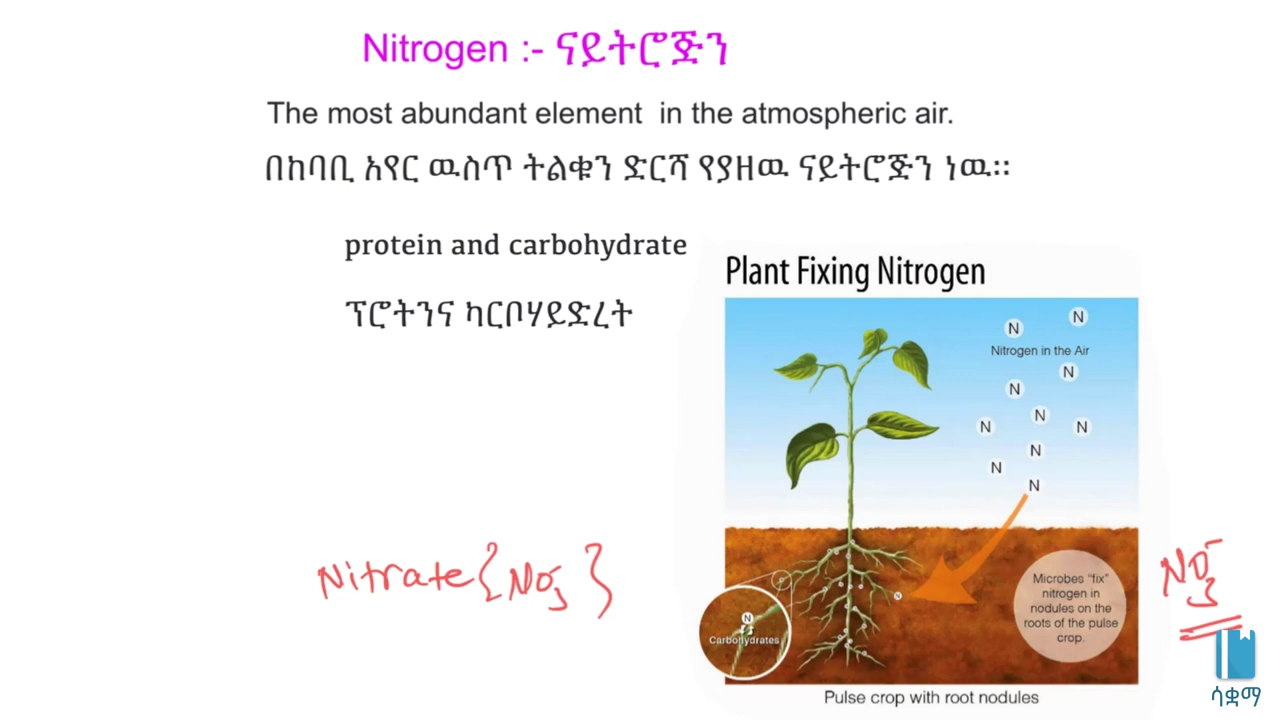 Nitrogen :- ናይትሮጅን
The most abundant element in the atmospheric air.
በከባቢ አየር ዉስጥ ትልቁን ድርሻ የያዘዉ ናይትሮጅን ነዉ፡፡
protein and carbohydrate
ፕሮትንና ካርቦሃይድረት
Plant Fixing Nitrogen
N
N
Nitrogen in the Air
N
N
N
N
N
N
N
N
Nitrate {NO₃⁻}
NO₃⁻
Microbes "fix"
nitrogen in
nodules on the
roots of the pulse
crop.
N
N
Carbohydrates
Pulse crop with root nodules
ሳቋማ